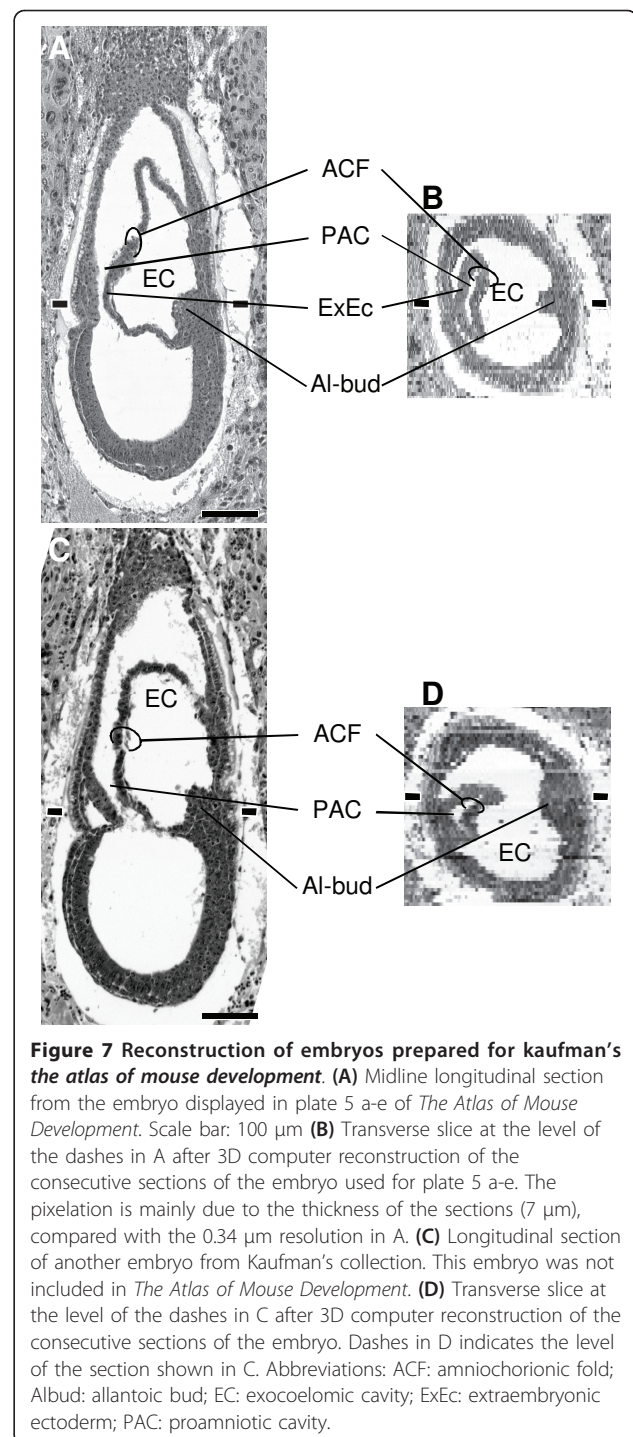 A
ACF
B
PAC
EC
EC
ExEc
Al-bud
C
D
EC
ACF
PAC
EC
Al-bud
Figure 7 Reconstruction of embryos prepared for kaufman's
the atlas of mouse development. (A) Midline longitudinal section
from the embryo displayed in plate 5 a-e of The Atlas of Mouse
Development. Scale bar: 100 μm (B) Transverse slice at the level of
the dashes in A after 3D computer reconstruction of the
consecutive sections of the embryo used for plate 5 a-e. The
pixelation is mainly due to the thickness of the sections (7 μm),
compared with the 0.34 μm resolution in A. (C) Longitudinal section
of another embryo from Kaufman's collection. This embryo was not
included in The Atlas of Mouse Development. (D) Transverse slice at
the level of the dashes in C after 3D computer reconstruction of the
consecutive sections of the embryo. Dashes in D indicates the level
of the section shown in C. Abbreviations: ACF: amniochorionic fold;
Albud: allantoic bud; EC: exocoelomic cavity; ExEc: extraembryonic
ectoderm; PAC: proamniotic cavity.